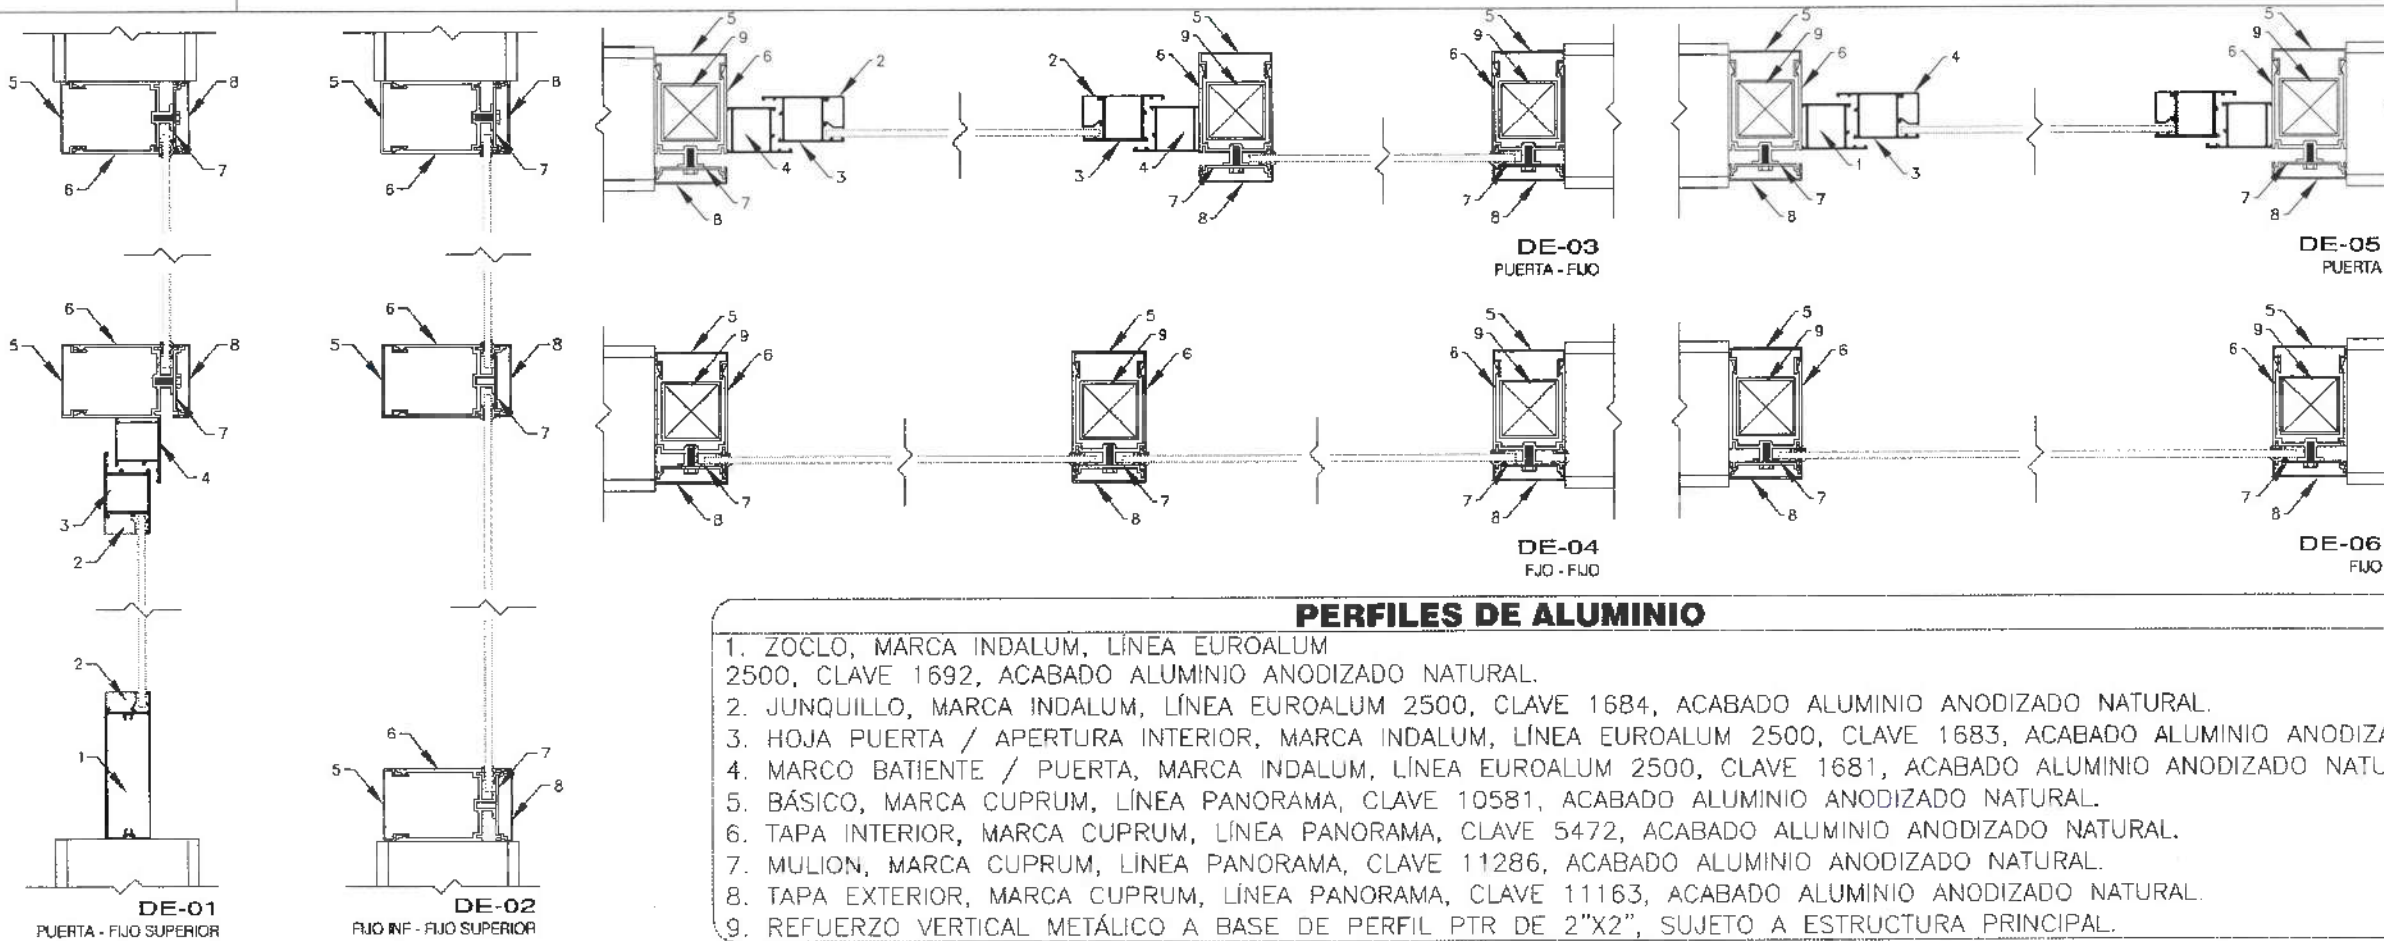 DE-03
PUERTA - FIJO
DE-05
PUERTA
DE-04
FIJO - FIJO
DE-06
FIJO
DE-01
PUERTA - FIJO SUPERIOR
DE-02
FIJO INF - FIJO SUPERIOR
PERFILES DE ALUMINIO
1. ZOCLO, MARCA INDALUM, LÍNEA EUROALUM
2500, CLAVE 1692, ACABADO ALUMINIO ANODIZADO NATURAL.
2. JUNQUILLO, MARCA INDALUM, LÍNEA EUROALUM 2500, CLAVE 1684, ACABADO ALUMINIO ANODIZADO NATURAL.
3. HOJA PUERTA / APERTURA INTERIOR, MARCA INDALUM, LÍNEA EUROALUM 2500, CLAVE 1683, ACABADO ALUMINIO ANODIZA
4. MARCO BATIENTE / PUERTA, MARCA INDALUM, LÍNEA EUROALUM 2500, CLAVE 1681, ACABADO ALUMINIO ANODIZADO NATU
5. BÁSICO, MARCA CUPRUM, LÍNEA PANORAMA, CLAVE 10581, ACABADO ALUMINIO ANODIZADO NATURAL.
6. TAPA INTERIOR, MARCA CUPRUM, LÍNEA PANORAMA, CLAVE 5472, ACABADO ALUMINIO ANODIZADO NATURAL.
7. MULION, MARCA CUPRUM, LÍNEA PANORAMA, CLAVE 11286, ACABADO ALUMINIO ANODIZADO NATURAL.
8. TAPA EXTERIOR, MARCA CUPRUM, LÍNEA PANORAMA, CLAVE 11163, ACABADO ALUMINIO ANODIZADO NATURAL.
9. REFUERZO VERTICAL METÁLICO A BASE DE PERFIL PTR DE 2"X2", SUJETO A ESTRUCTURA PRINCIPAL.